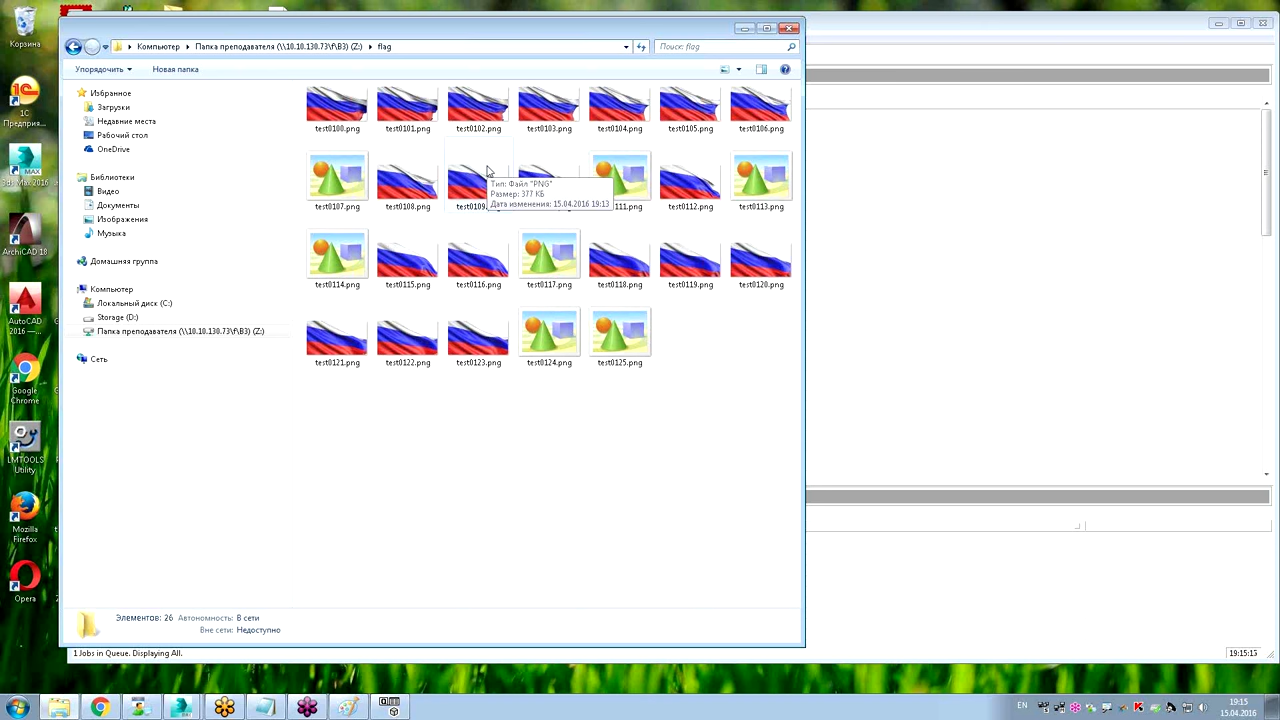 Корзина
1С
Предприя...
3ds Max 2016
ArchiCAD 18
AutoCAD
2016 —...
Google
Chrome
LMTOOLS
Utility
Mozilla
Firefox
Opera
Компьютер
Папка преподавателя (\\10.10.130.73\f\B3) (Z:)
flag
Поиск: flag
Упорядочить
Новая папка
Избранное
Загрузки
Недавние места
Рабочий стол
OneDrive
Библиотеки
Видео
Документы
Изображения
Музыка
Домашняя группа
Компьютер
Локальный диск (C:)
Storage (D:)
Папка преподавателя (\\10.10.130.73\f\B3) (Z:)
Сеть
test0100.png test0101.png test0102.png test0103.png test0104.png test0105.png test0106.png
Тип: Файл "PNG"
Размер: 377 КБ
Дата изменения: 15.04.2016 19:13
test0107.png test0108.png test0109. 111.png test0112.png test0113.png
test0114.png test0115.png test0116.png test0117.png test0118.png test0119.png test0120.png
test0121.png test0122.png test0123.png test0124.png test0125.png
Элементов: 26 Автономность: В сети
Вне сети: Недоступно
1 Jobs in Queue. Displaying All.
19:15:15
EN
19:15
15.04.2016